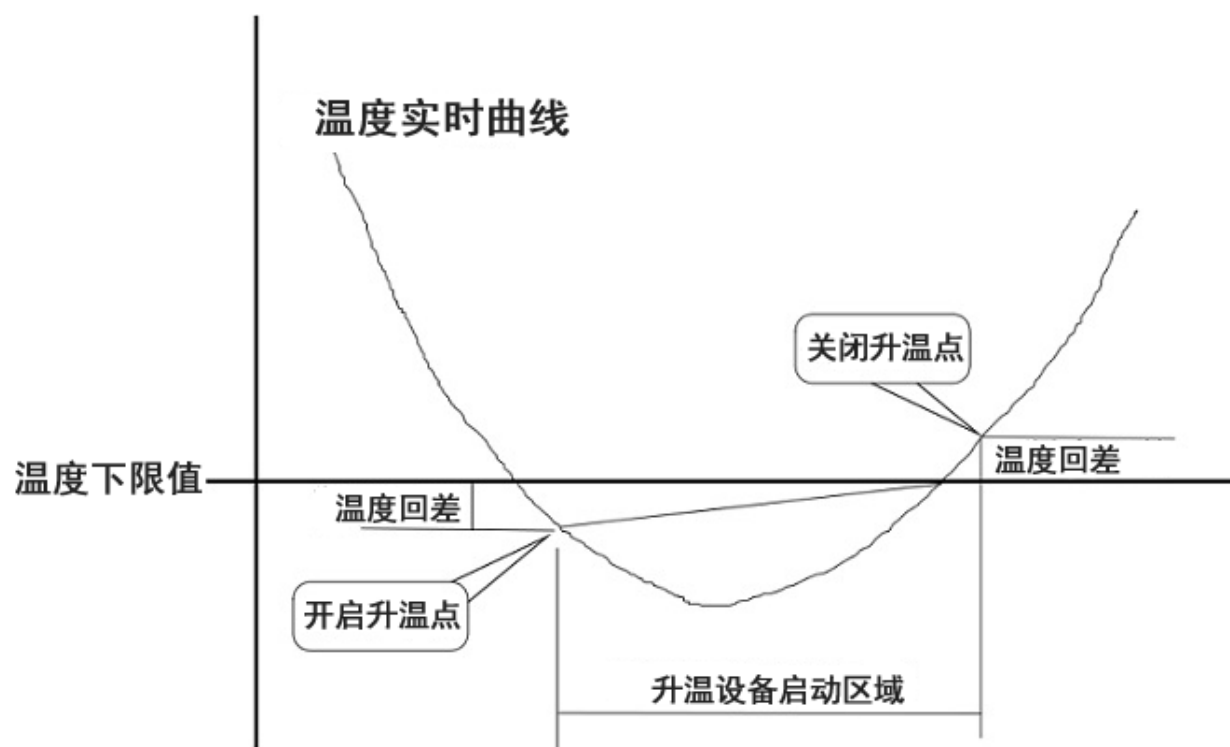 温度实时曲线
关闭升温点
温度回差
温度下限值
温度回差
开启升温点
升温设备启动区域